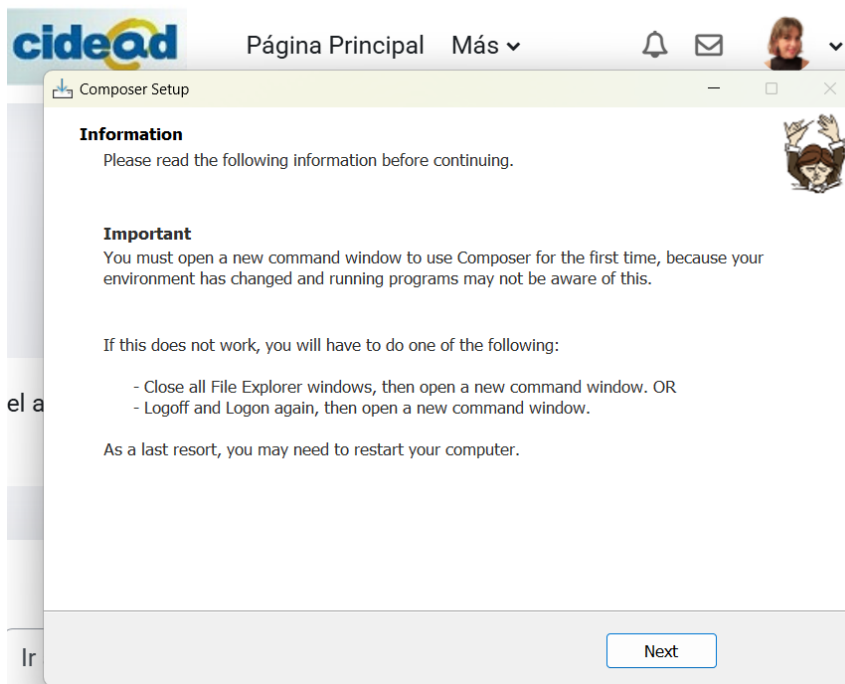 cidead
Página Principal
Más
Composer Setup
Information
Please read the following information before continuing.
Important
You must open a new command window to use Composer for the first time, because your
environment has changed and running programs may not be aware of this.
If this does not work, you will have to do one of the following:
- Close all File Explorer windows, then open a new command window. OR
- Logoff and Logon again, then open a new command window.
As a last resort, you may need to restart your computer.
el a
Ir
Next